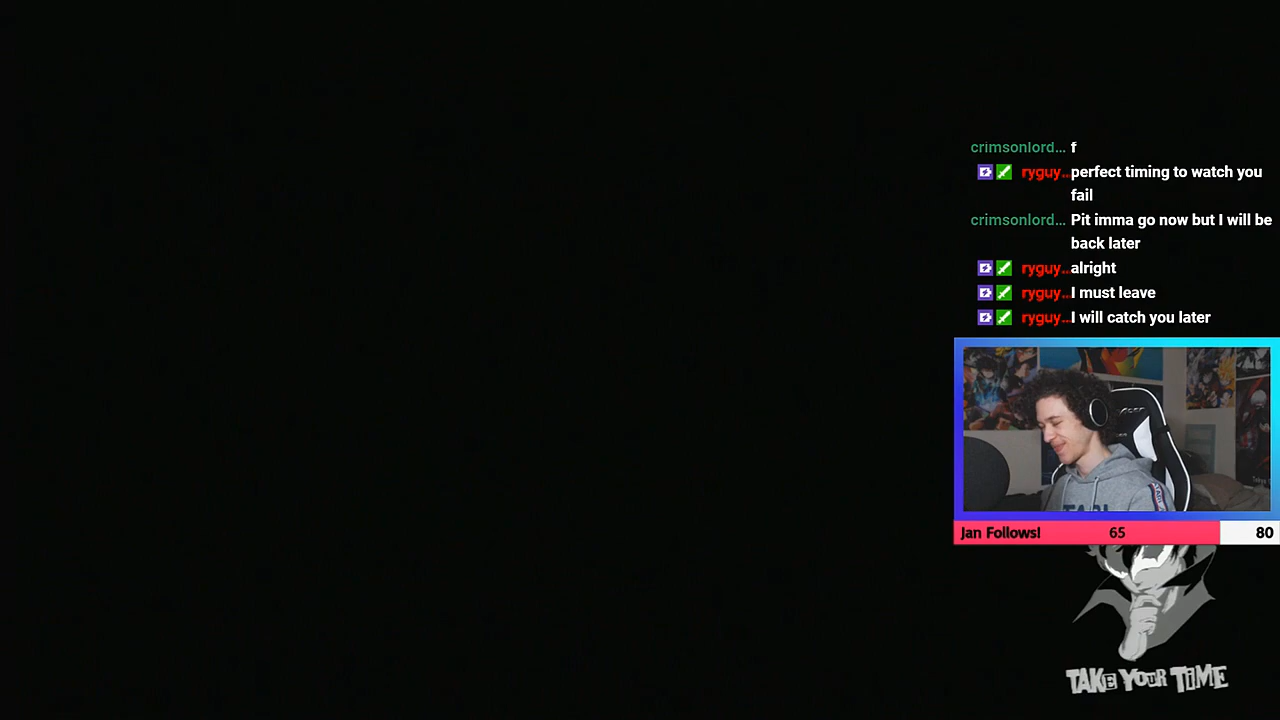 crimsonlord... f
ryguy... perfect timing to watch you
fail
crimsonlord... Pit imma go now but I will be
back later
ryguy... alright
ryguy... I must leave
ryguy... I will catch you later
Jan Follows! 65 80
TAKE YOUR TIME